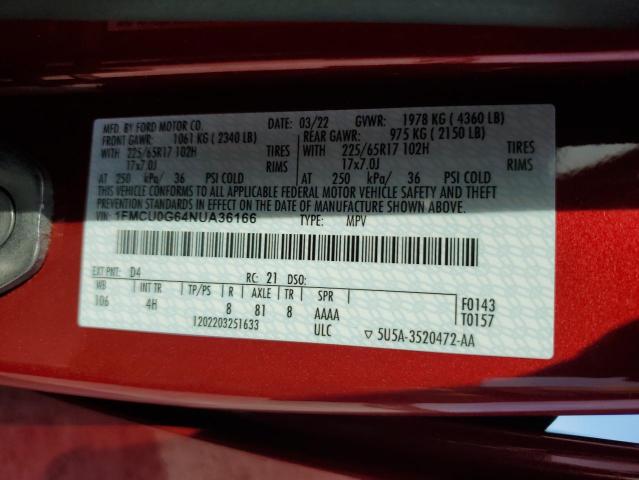 MFD. BY FORD MOTOR CO. 03/22 GVWR: 1978 KG ( 4360 LB)
FRONT GAWR: 1061 KG ( 2340 LB) REAR GAWR: 975 KG ( 2150 LB)
WITH 225/65R17 102H TIRES WITH 225/65R17 102H TIRES
17x7.0J RIMS 17x7.0J RIMS
AT 250 kPa/ 36 PSI COLD AT 250 kPa/ 36 PSI COLD
THIS VEHICLE CONFORMS TO ALL APPLICABLE FEDERAL MOTOR VEHICLE SAFETY AND THEFT
PREVENTION STANDARDS IN EFFECT ON THE DATE OF MANUFACTURE SHOWN ABOVE.
VIN: 1FMCU0G64NUA36166 TYPE: MPV
EXT PNT: D4 RC: 21 DSO:
WB INT TR TP/PS R AXLE TR SPR
106 4H 8 81 8 AAAA
1202203251633 ULC
F0143
T0157
▽ 5U5A-3520472-AA